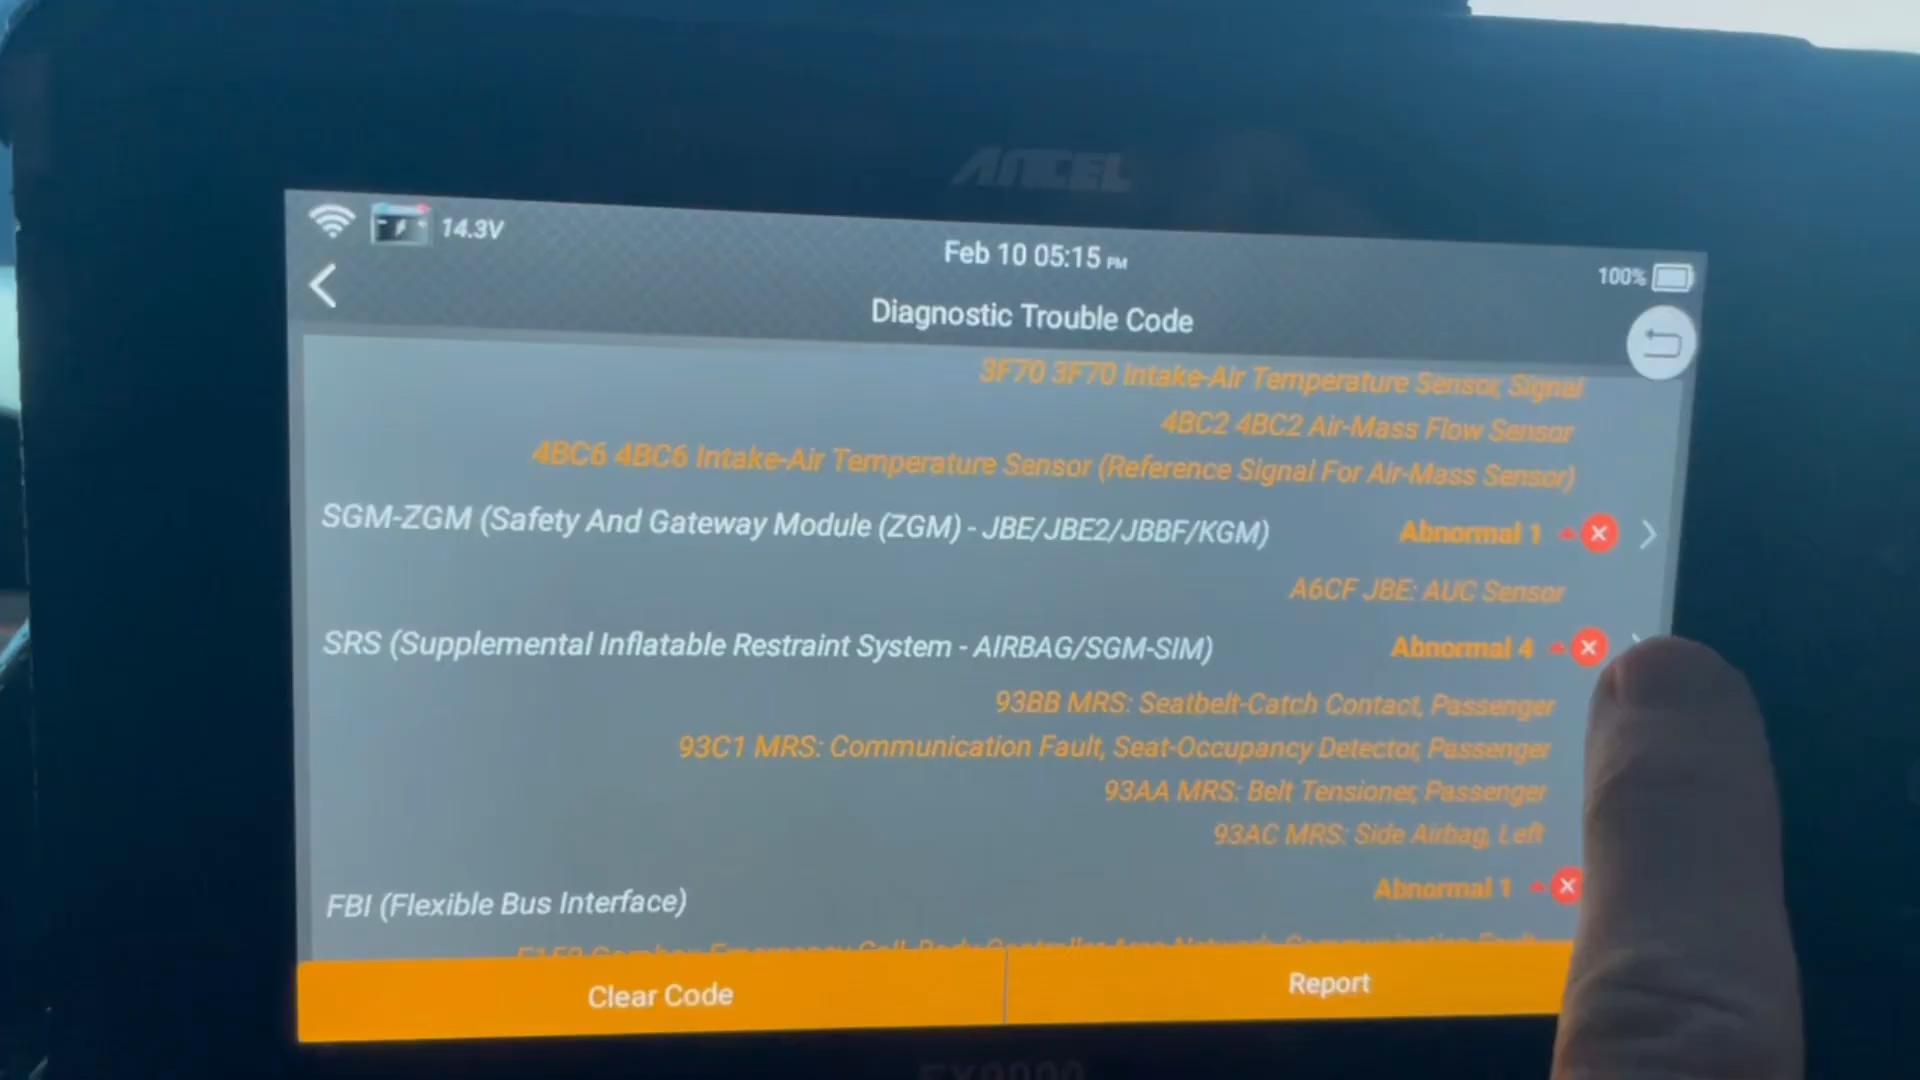 ANCEL
14.3V
Feb 10 05:15 PM
100%
Diagnostic Trouble Code
3F70 3F70 Intake-Air Temperature Sensor, Signal
4BC2 4BC2 Air-Mass Flow Sensor
4BC6 4BC6 Intake-Air Temperature Sensor (Reference Signal For Air-Mass Sensor)
SGM-ZGM (Safety And Gateway Module (ZGM) - JBE/JBE2/JBBF/KGM)
Abnormal 1
A6CF JBE: AUC Sensor
SRS (Supplemental Inflatable Restraint System - AIRBAG/SGM-SIM)
Abnormal 4
93BB MRS: Seatbelt-Catch Contact, Passenger
93C1 MRS: Communication Fault, Seat-Occupancy Detector, Passenger
93AA MRS: Belt Tensioner, Passenger
93AC MRS: Side Airbag, Left
FBI (Flexible Bus Interface)
Abnormal 1
Clear Code
Report